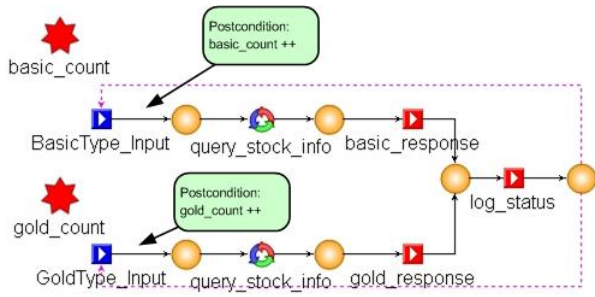 Postcondition:
basic_count ++
basic_count
BasicType_Input
query_stock_info
basic_response
Postcondition:
gold_count ++
log_status
gold_count
GoldType_Input
query_stock_info
gold_response